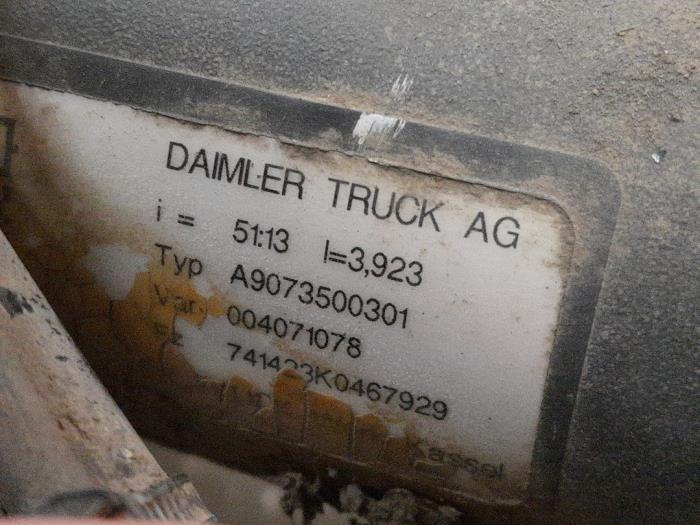 DAIMLER TRUCK AG
i = 51:13 I=3,923
Typ A9073500301
Var. 004071078
741423K0467929
Kassel